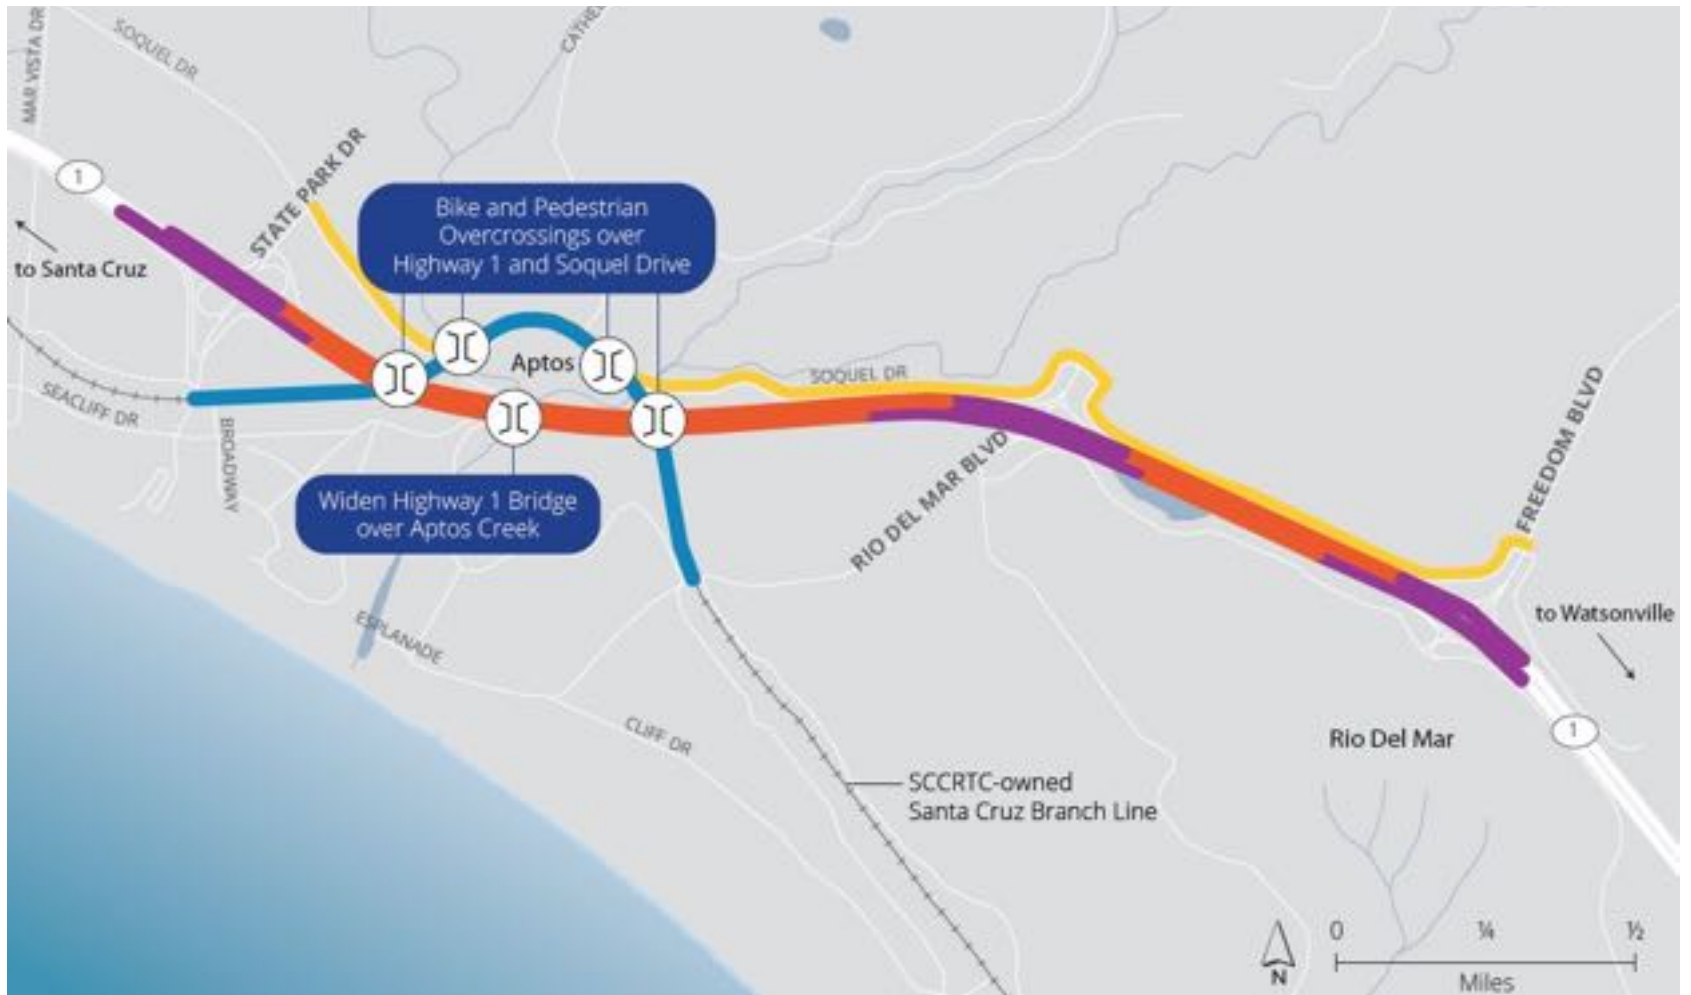 MAR VISTA DR
SOQUEL DR
1
STATE PARK DR
to Santa Cruz
Bike and Pedestrian
Overcrossings over
Highway 1 and Soquel Drive
Aptos
SOQUEL DR
SEACLIFF DR
BROADWAY
Widen Highway 1 Bridge
over Aptos Creek
RIO DEL MAR BLVD
FREEDOM BLVD
to Watsonville
ESPLANADE
CLIFF DR
1
Rio Del Mar
SCCRTC-owned
Santa Cruz Branch Line
N
0 ¼ ½
Miles